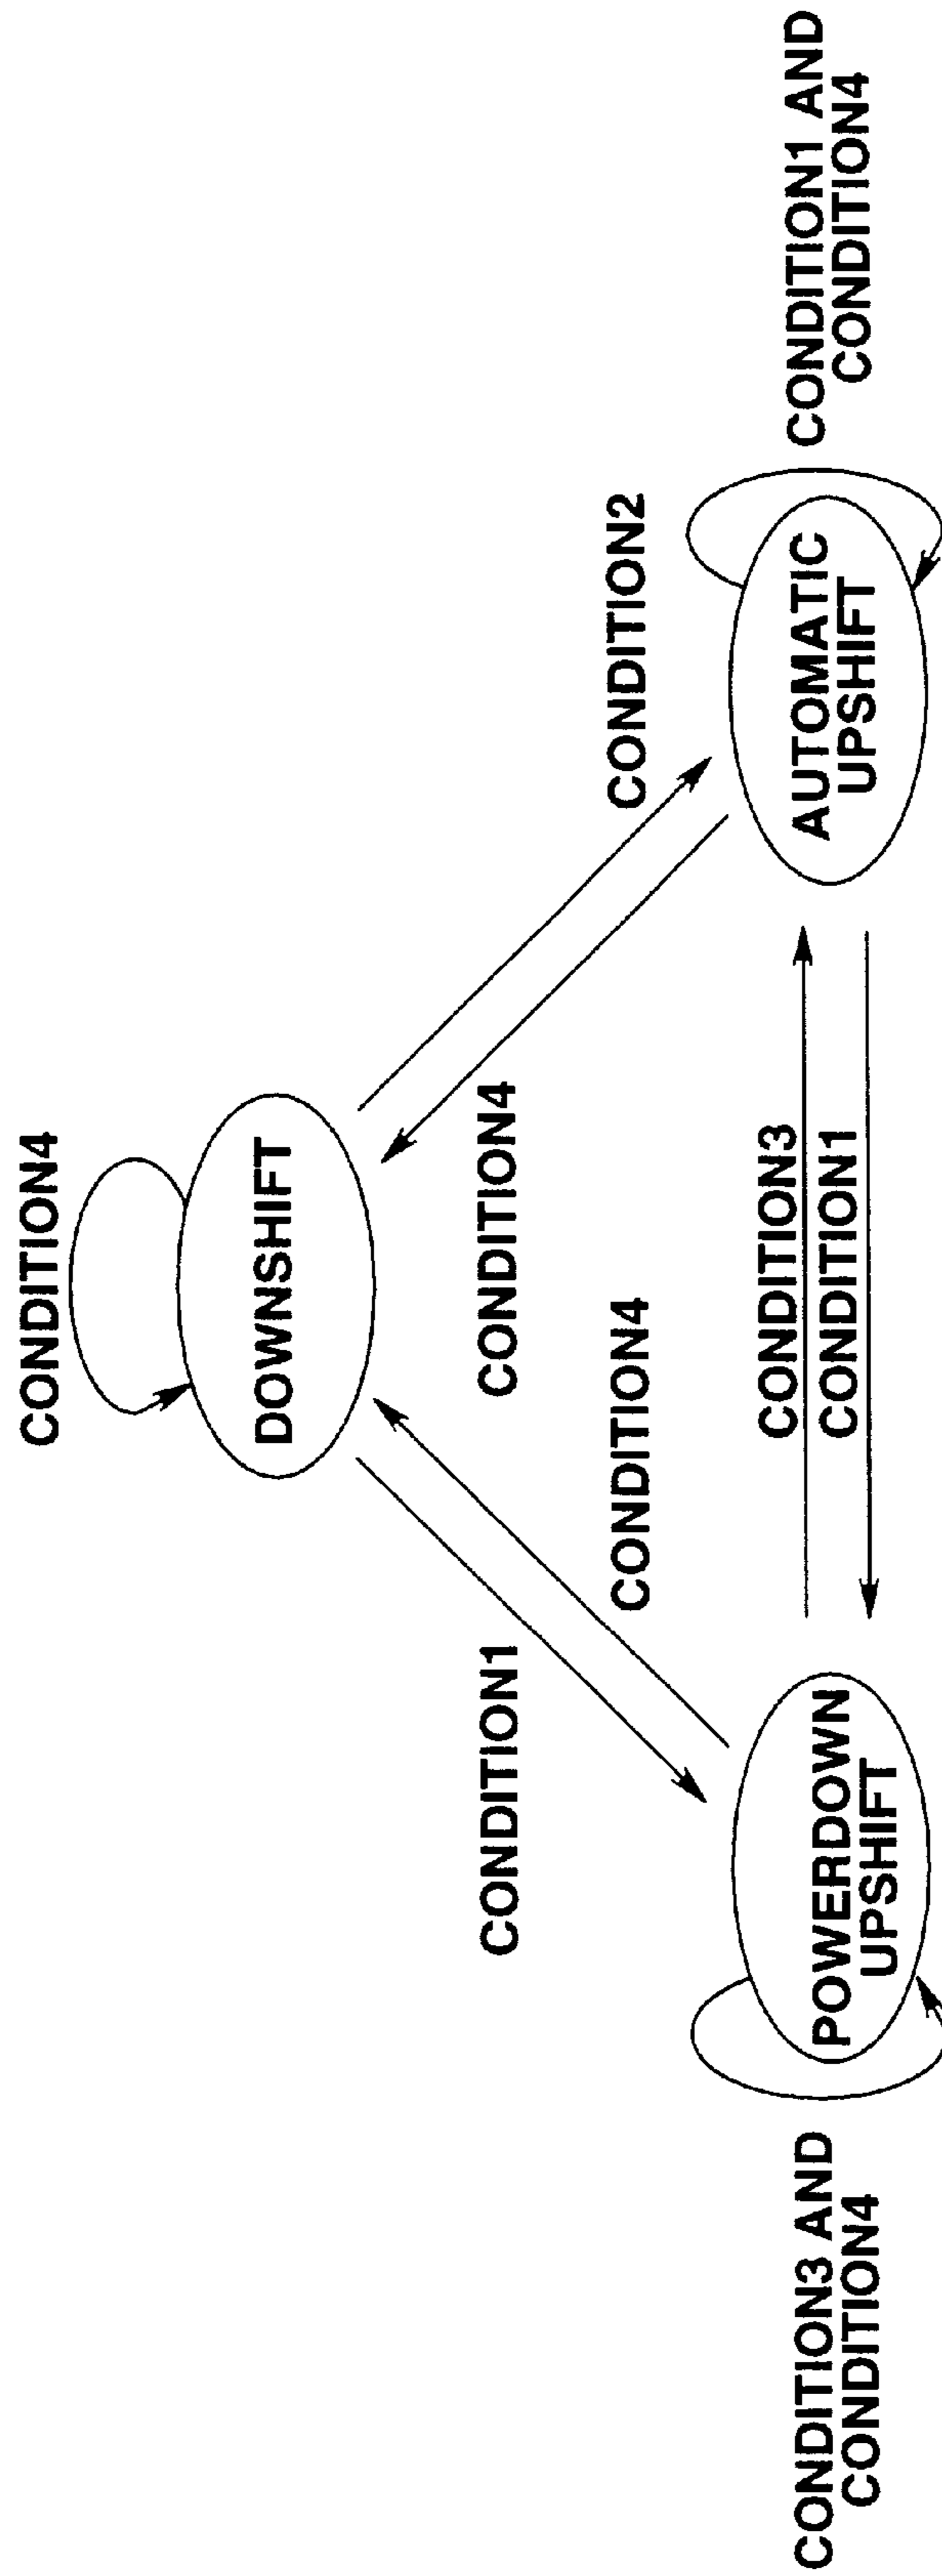 CONDITION4
DOWNSHIFT
CONDITION1
CONDITION4
CONDITION4
CONDITION2
CONDITION3 AND
CONDITION4
POWERDOWN
UPSHIFT
CONDITION3
CONDITION1
AUTOMATIC
UPSHIFT
CONDITION1 AND
CONDITION4